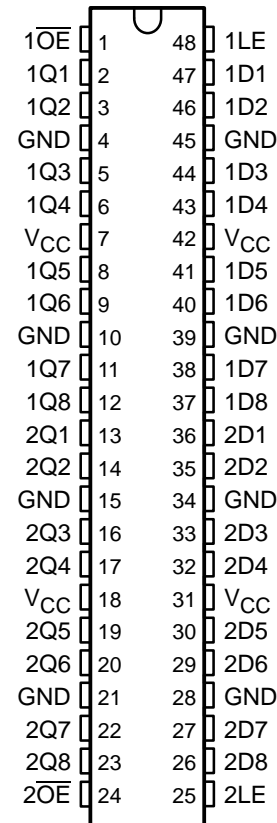 1O̅E̅ 1 48 1LE
1Q1 2 47 1D1
1Q2 3 46 1D2
GND 4 45 GND
1Q3 5 44 1D3
1Q4 6 43 1D4
VCC 7 42 VCC
1Q5 8 41 1D5
1Q6 9 40 1D6
GND 10 39 GND
1Q7 11 38 1D7
1Q8 12 37 1D8
2Q1 13 36 2D1
2Q2 14 35 2D2
GND 15 34 GND
2Q3 16 33 2D3
2Q4 17 32 2D4
VCC 18 31 VCC
2Q5 19 30 2D5
2Q6 20 29 2D6
GND 21 28 GND
2Q7 22 27 2D7
2Q8 23 26 2D8
2O̅E̅ 24 25 2LE